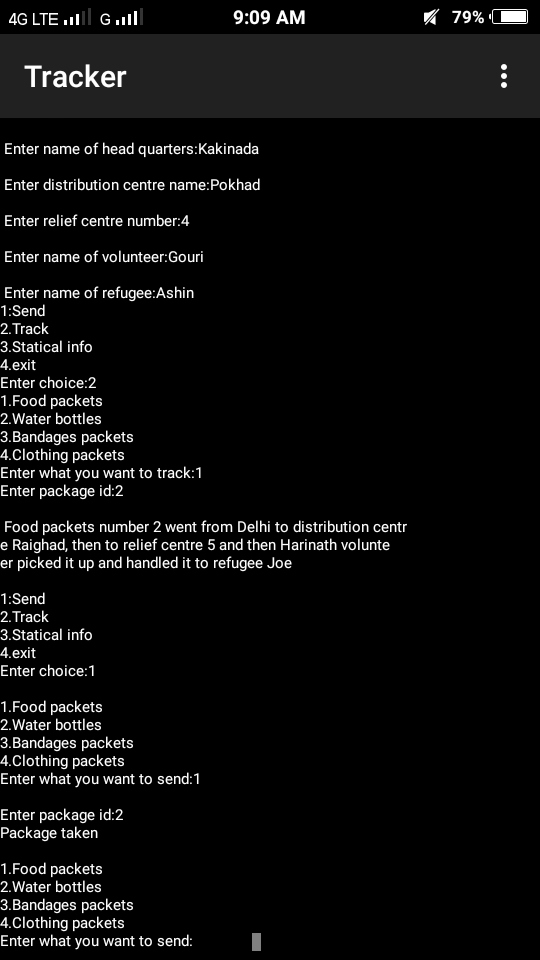 4G LTE G 9:09 AM 79%
Tracker
Enter name of head quarters:Kakinada
Enter distribution centre name:Pokhad
Enter relief centre number:4
Enter name of volunteer:Gouri
Enter name of refugee:Ashin
1:Send
2.Track
3.Statical info
4.exit
Enter choice:2
1.Food packets
2.Water bottles
3.Bandages packets
4.Clothing packets
Enter what you want to track:1
Enter package id:2
Food packets number 2 went from Delhi to distribution centr
e Raighad, then to relief centre 5 and then Harinath volunte
er picked it up and handled it to refugee Joe
1:Send
2.Track
3.Statical info
4.exit
Enter choice:1
1.Food packets
2.Water bottles
3.Bandages packets
4.Clothing packets
Enter what you want to send:1
Enter package id:2
Package taken
1.Food packets
2.Water bottles
3.Bandages packets
4.Clothing packets
Enter what you want to send: